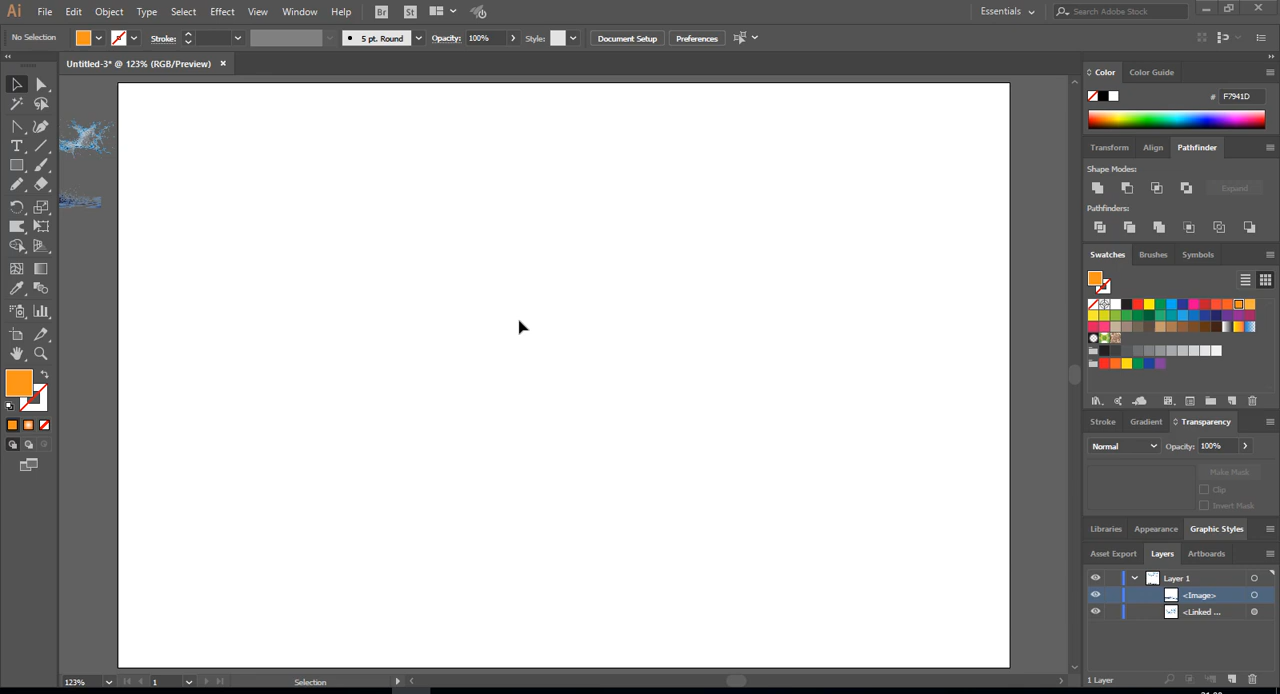 Ai File Edit Object Type Select Effect View Window Help Br St Essentials Search Adobe Stock
No Selection Stroke: 5 pt. Round Opacity: 100% Style: Document Setup Preferences
Untitled-3* @ 123% (RGB/Preview) ×
Color Color Guide
# F7941D
Transform Align Pathfinder
Shape Modes:
Expand
Pathfinders:
Swatches Brushes Symbols
Stroke Gradient Transparency
Normal Opacity: 100%
Make Mask
Clip
Invert Mask
Libraries Appearance Graphic Styles
Asset Export Layers Artboards
Layer 1
<Image>
<Linked ...
123% 1 Selection 1 Layer